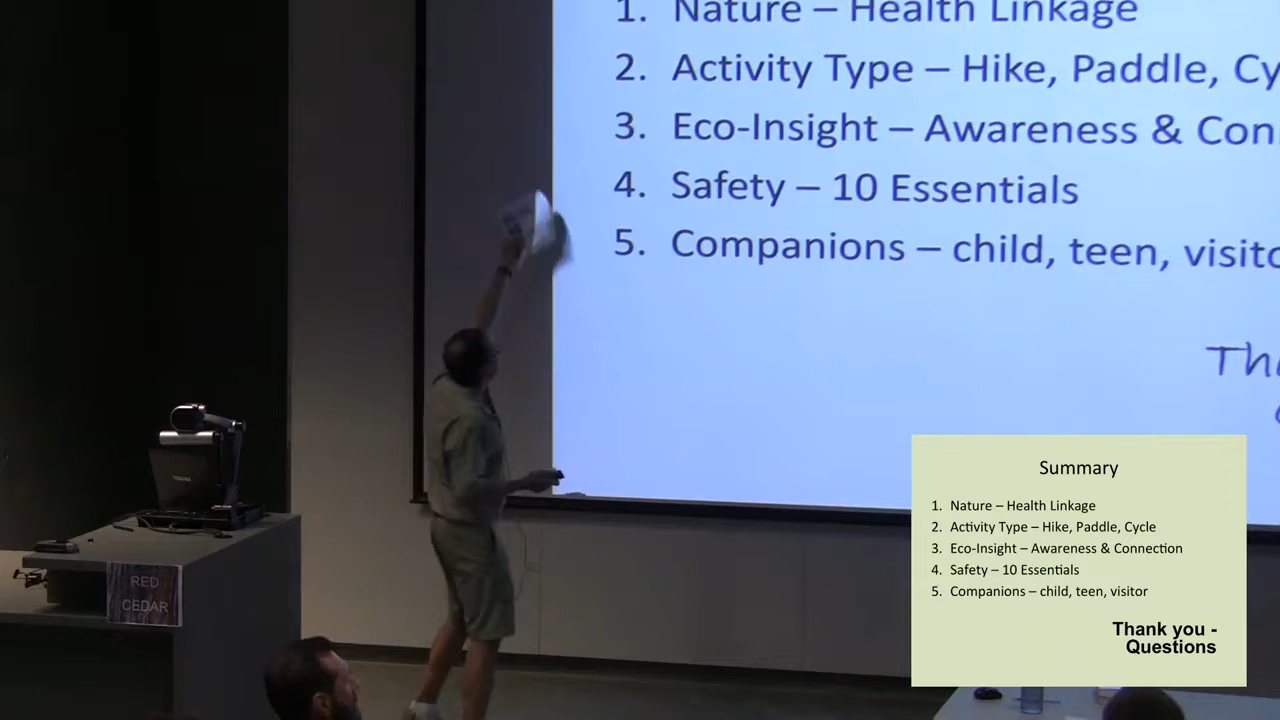 1. Nature – Health Linkage
2. Activity Type – Hike, Paddle, Cy
3. Eco-Insight – Awareness & Con
4. Safety – 10 Essentials
5. Companions – child, teen, visito
Th
RED
CEDAR
Summary
1. Nature – Health Linkage
2. Activity Type – Hike, Paddle, Cycle
3. Eco-Insight – Awareness & Connection
4. Safety – 10 Essentials
5. Companions – child, teen, visitor
Thank you -
Questions